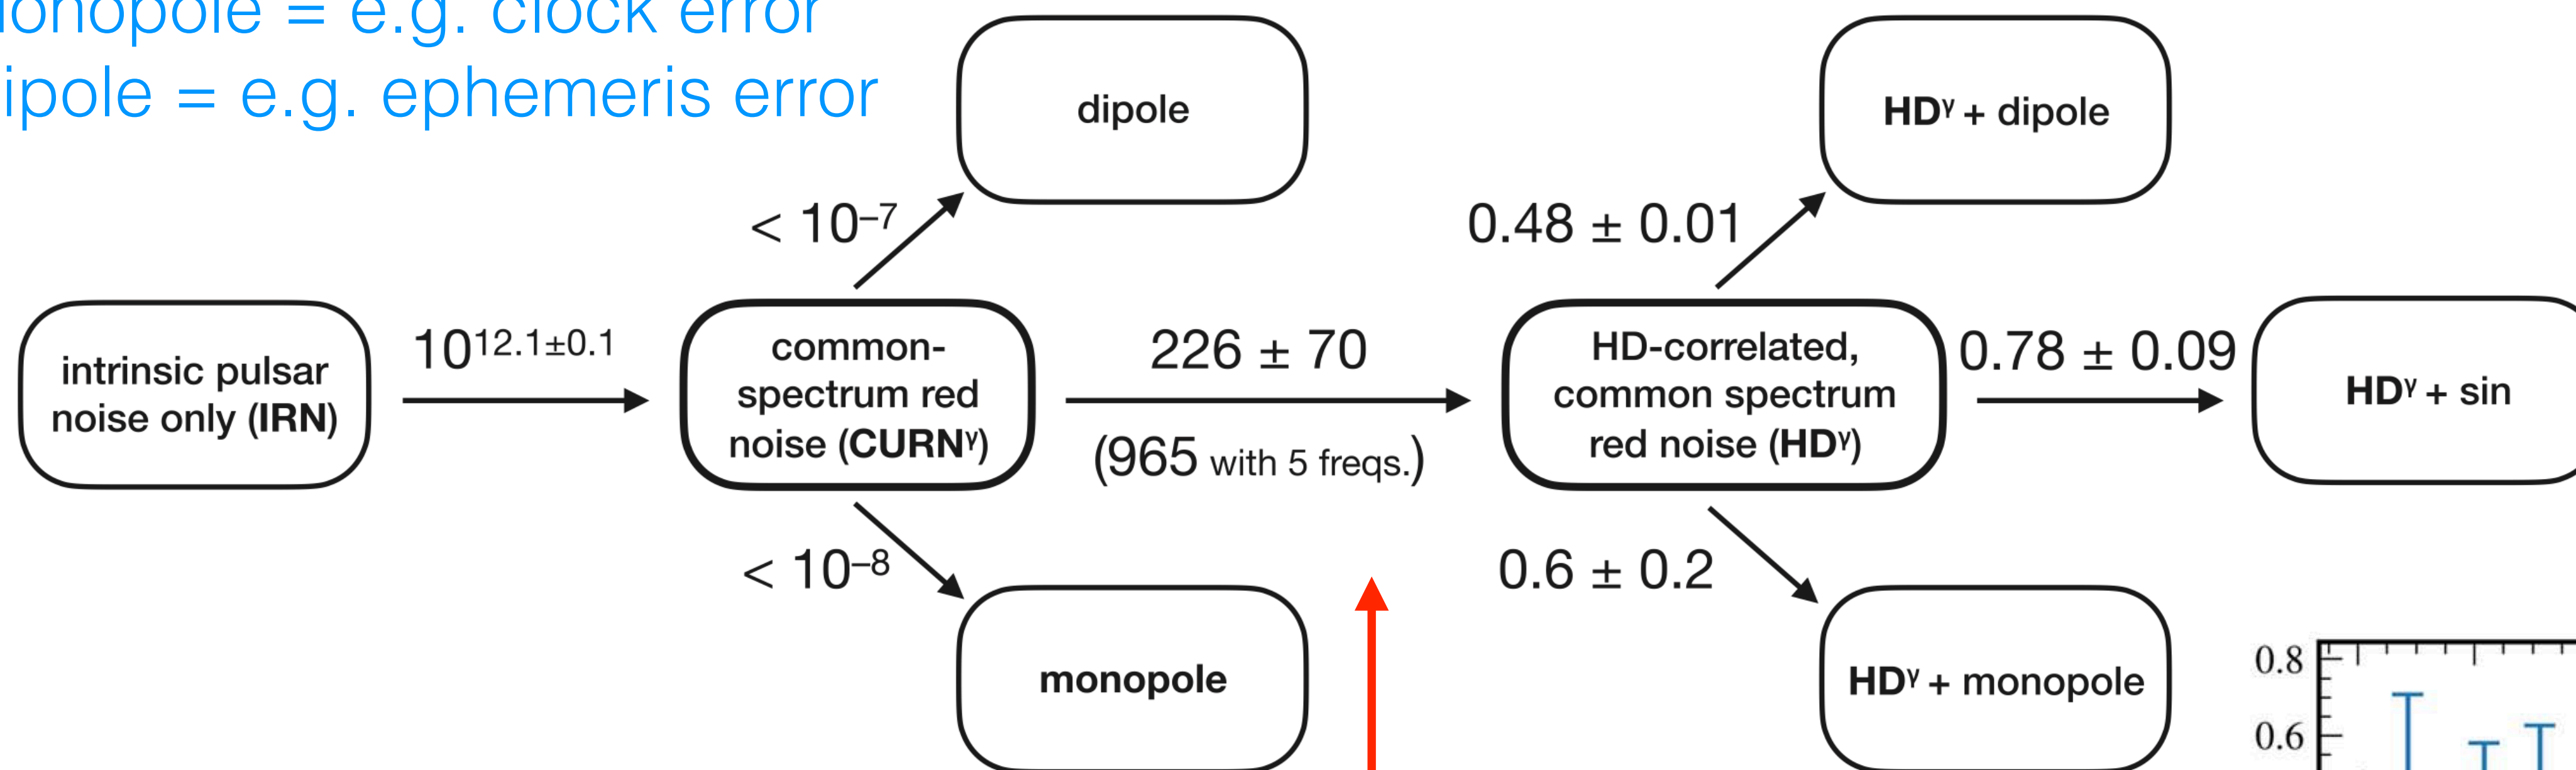 onopole = e.g. clock error
ipole = e.g. ephemeris error
dipole
HDᵞ + dipole
< 10⁻⁷
0.48 ± 0.01
intrinsic pulsar
noise only (IRN)
10¹²·¹±⁰·¹
common-
spectrum red
noise (CURNᵞ)
226 ± 70
(965 with 5 freqs.)
HD-correlated,
common spectrum
red noise (HDᵞ)
0.78 ± 0.09
HDᵞ + sin
< 10⁻⁸
0.6 ± 0.2
monopole
HDᵞ + monopole
0.8
0.6